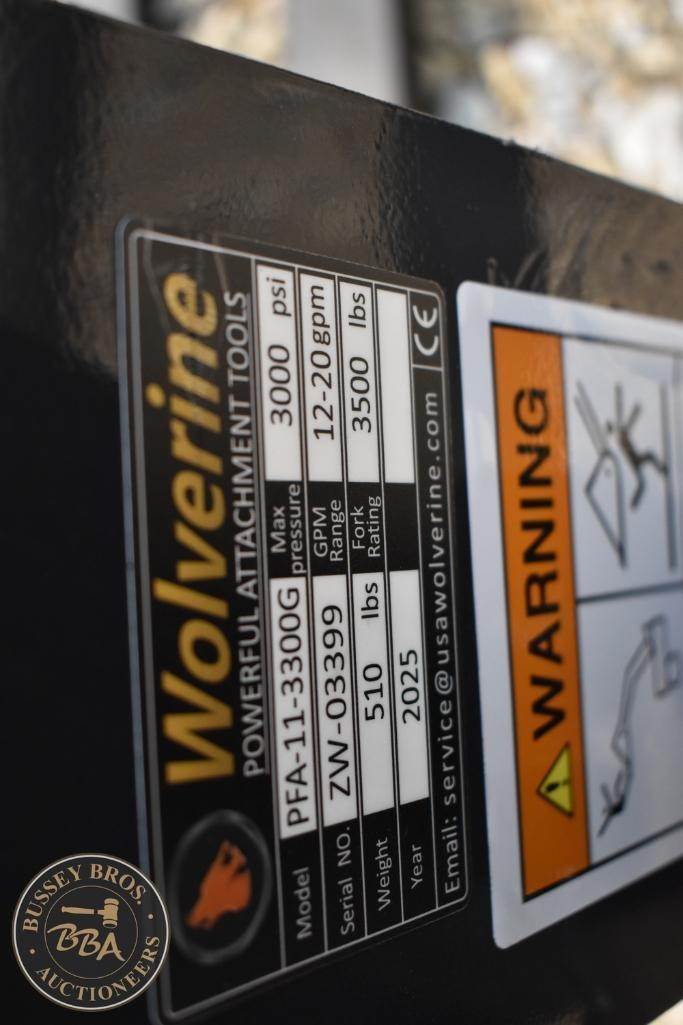 Wolverine
POWERFUL ATTACHMENT TOOLS
Model PFA-11-3300G Max pressure 3000 psi
Serial NO. ZW-03399 GPM Range 12-20gpm
Weight 510 lbs Fork Rating 3500 lbs
Year 2025
Email: service@usawolverine.com CE
WARNING
BUSSEY BROS.
BBA
AUCTIONEERS